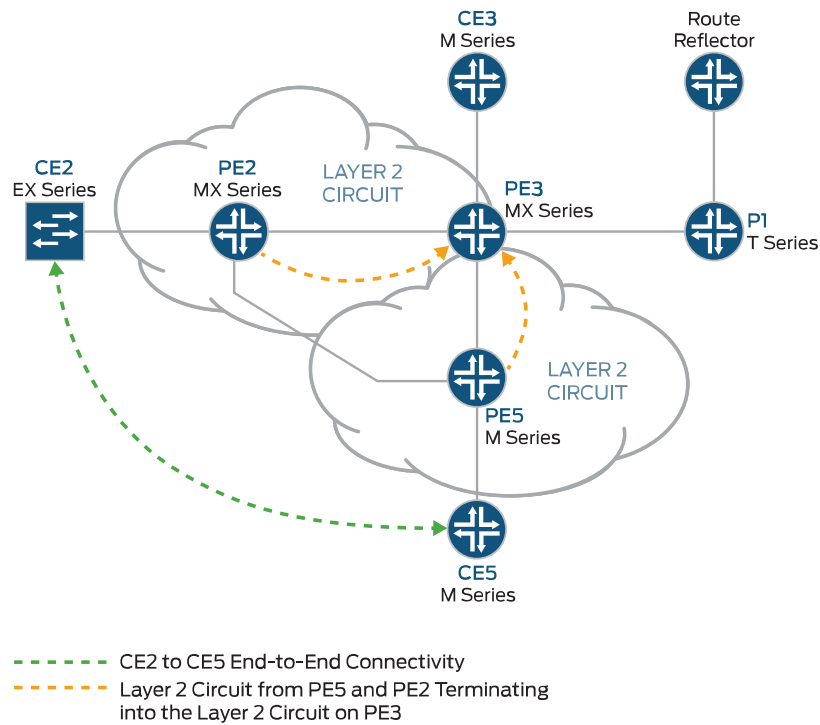 CE3
M Series
Route
Reflector
CE2
EX Series
PE2
MX Series
LAYER 2
CIRCUIT
PE3
MX Series
P1
T Series
LAYER 2
CIRCUIT
PE5
M Series
CE5
M Series
CE2 to CE5 End-to-End Connectivity
Layer 2 Circuit from PE5 and PE2 Terminating
into the Layer 2 Circuit on PE3